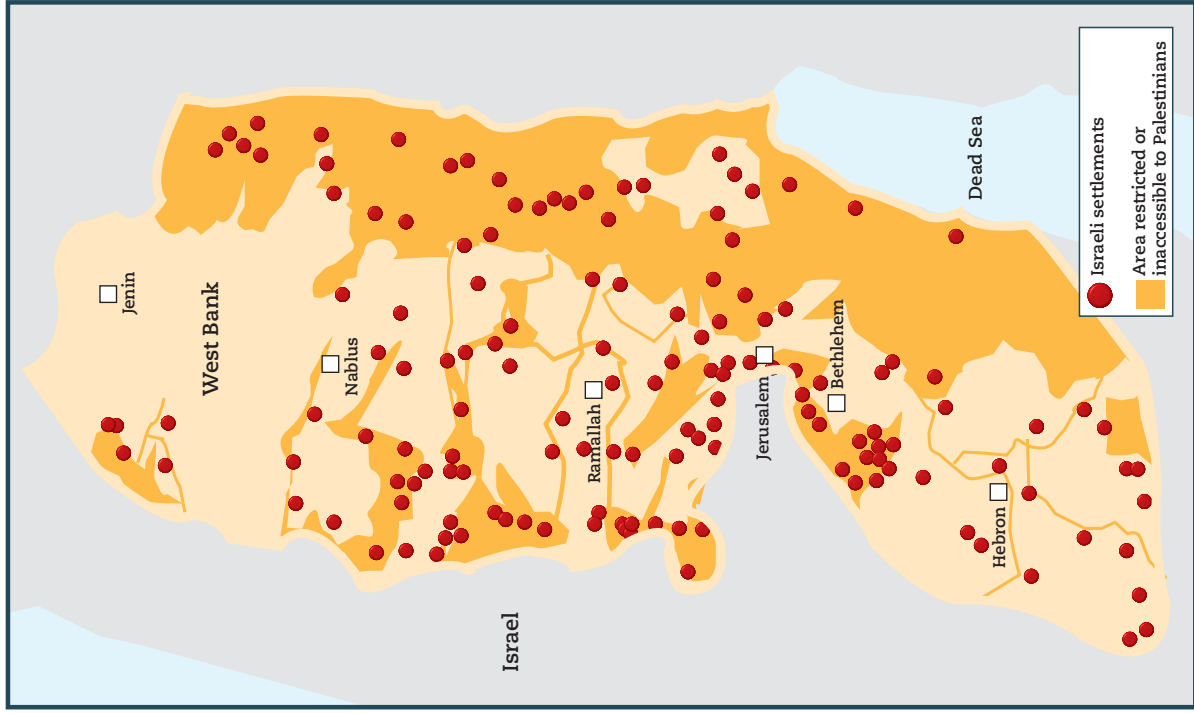 Jenin
West Bank
Nablus
Israel
Ramallah
Jerusalem
Bethlehem
Dead Sea
Hebron
Israeli settlements
Area restricted or
inaccessible to Palestinians